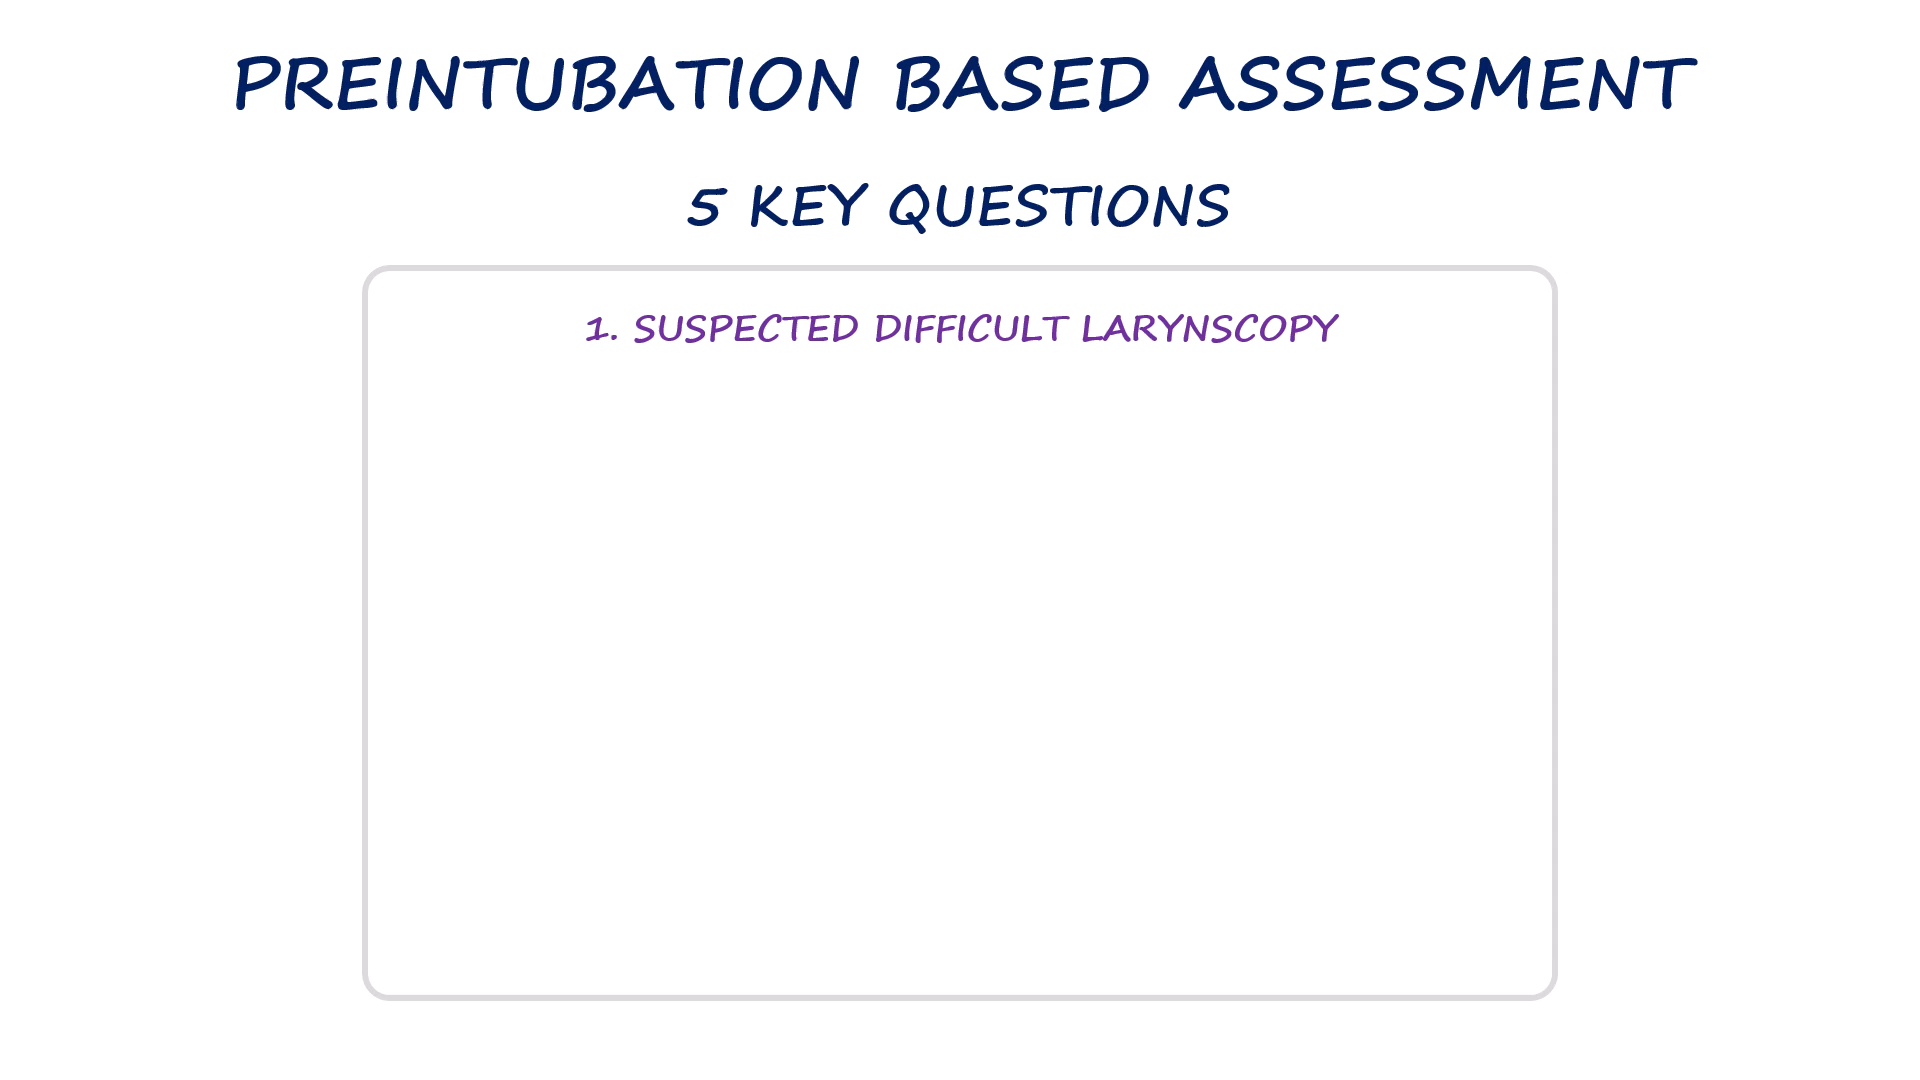 PREINTUBATION BASED ASSESSMENT
5 KEY QUESTIONS
1. SUSPECTED DIFFICULT LARYNSCOPY